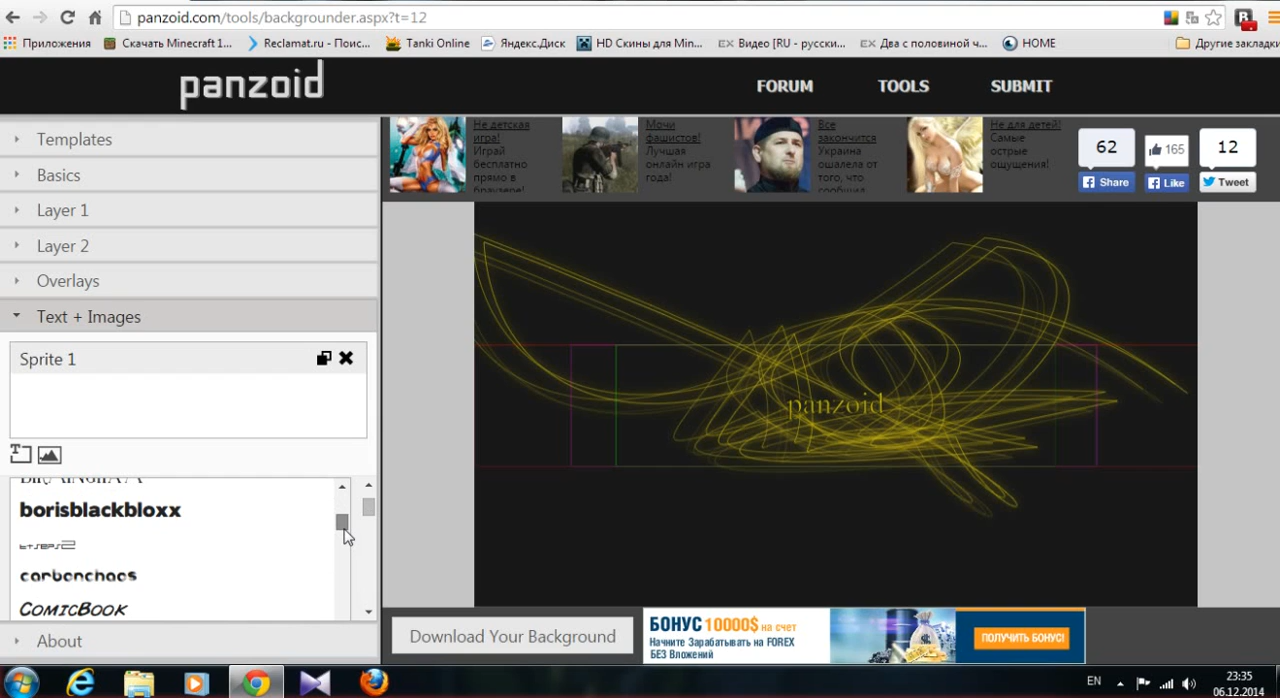 panzoid.com/tools/backgrounder.aspx?t=12
Приложения
Скачать Minecraft 1...
Reclamat.ru - Поис...
Tanki Online
Яндекс.Диск
HD Скины для Min...
EX Видео [RU - русски...
EX Два с половиной ч...
HOME
Другие закладки
panzoid
FORUM
TOOLS
SUBMIT
Templates
Basics
Layer 1
Layer 2
Overlays
Text + Images
Sprite 1
borisblackbloxx
btseps2
carbonchaos
COMICBOOK
About
Не детская
игра!
Играй
бесплатно
прямо в
браузере!
Мочи
фашистов!
Лучшая
онлайн игра
года!
Все
закончится
Украина
ошалела от
того, что
сообщил
Не для детей!
Самые
острые
ощущения!
62
Share
165
Like
12
Tweet
panzoid
Download Your Background
БОНУС 10000$ на счет
Начните Зарабатывать на FOREX
БЕЗ Вложений
ПОЛУЧИТЬ БОНУС!
EN
23:35
06.12.2014